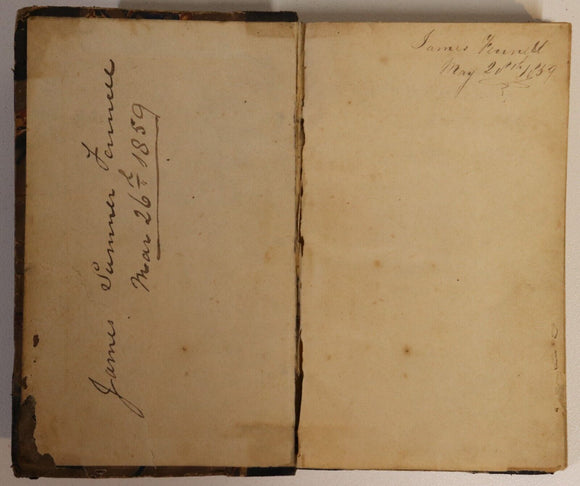 James Sumner Fennell
Mar 26th 1859
James Fennell
May 20th 1859